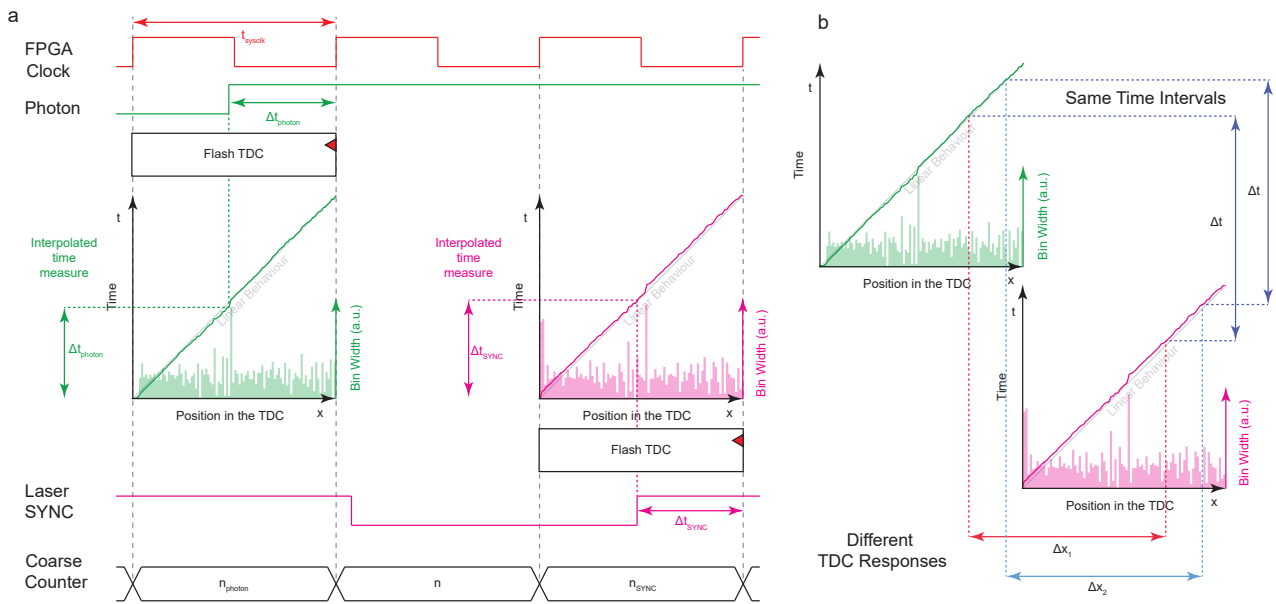 a
FPGA
Clock
t_sysclk
Photon
Δt_photon
Flash TDC
t
Interpolated
time
measure
Time
Linear Behaviour
Δt_photon
Bin Width (a.u.)
Position in the TDC
x
t
Interpolated
time
measure
Time
Linear Behaviour
Δt_SYNC
Bin Width (a.u.)
Position in the TDC
x
Flash TDC
Laser
SYNC
Δt_SYNC
Coarse
Counter
n_photon
n
n_SYNC
b
t
Same Time Intervals
Time
Linear Behaviour
Bin Width (a.u.)
Position in the TDC
x
Δt
Δt
t
Time
Linear Behaviour
Bin Width (a.u.)
Position in the TDC
x
Different
TDC Responses
Δx₁
Δx₂